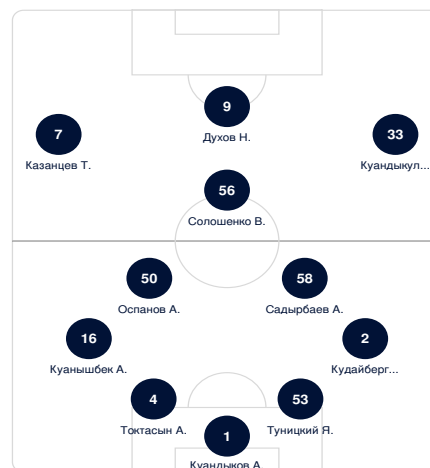 9
Духов Н.
7
Казанцев Т.
33
Куандыкул...
56
Солошенко В.
50
Оспанов А.
58
Садырбаев А.
16
Куанышбек А.
2
Кудайберг...
4
Токтасын А.
53
Туницкий Я.
1
Куандыков А.